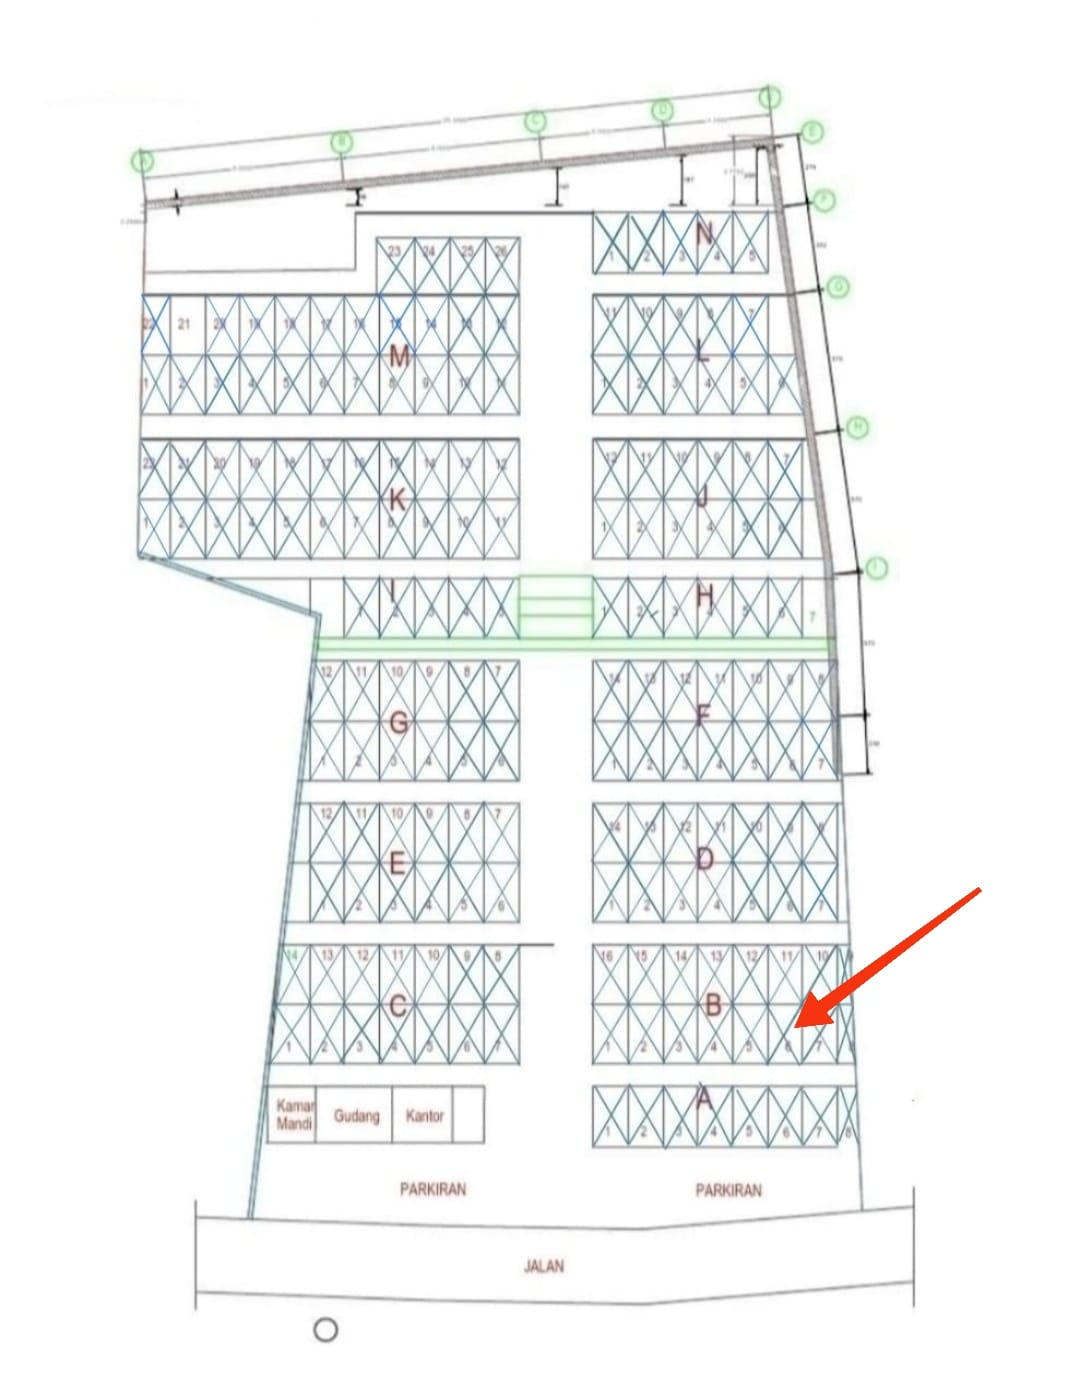 A
B
C
D
E
F
G
H
I
N
1 2 3 4 5
23 24 25 26
22 21 20 19 18 17 16 15 14 13 12
M
1 2 3 4 5 6 7 8 9 10 11
11 10 9 8 7
L
1 2 3 4 5 6
21 20 19 18 17 16 15 14 13 12
K
1 2 3 4 5 6 7 8 9 10 11
12 11 10 9 8 7
J
1 2 3 4 5 6
I
1 2 3 4 5
H
1 2 3 4 5 6 7
12 11 10 9 8 7
G
1 2 3 4 5 6
14 13 12 11 10 9 8
F
1 2 3 4 5 6 7
12 11 10 9 8 7
E
1 2 3 4 5 6
14 13 12 11 10 9 8
D
1 2 3 4 5 6 7
14 13 12 11 10 9 8
C
1 2 3 4 5 6 7
16 15 14 13 12 11 10 9
B
1 2 3 4 5 6 7 8
Kamar
Mandi
Gudang
Kantor
A
1 2 3 4 5 6 7 8
PARKIRAN
PARKIRAN
JALAN